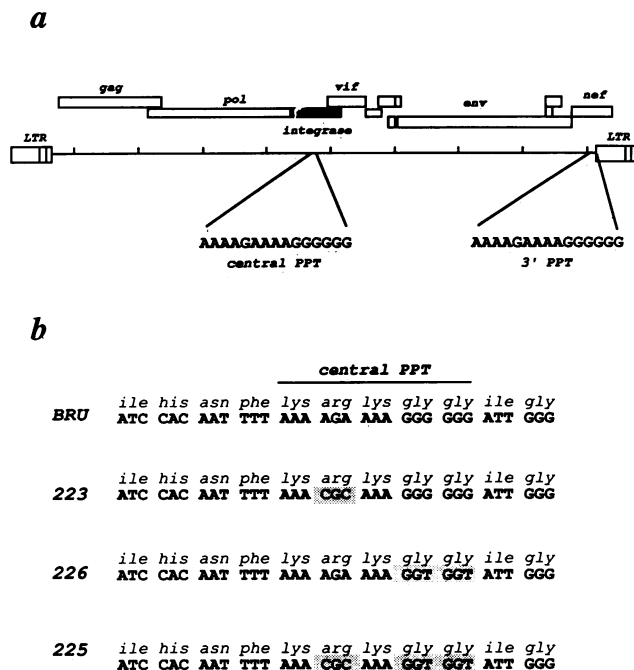 a
gag
vif
nef
pol
env
integrase
LTR
LTR
AAAAGAAAAGGGGGG
AAAAGAAAAGGGGGG
central PPT
3' PPT
b
central PPT
ile his asn phe lys arg lys gly gly ile gly
BRU ATC CAC AAT TTT AAA AGA AAA GGG GGG ATT GGG
ile his asn phe lys arg lys gly gly ile gly
223 ATC CAC AAT TTT AAA CGC AAA GGG GGG ATT GGG
ile his asn phe lys arg lys gly gly ile gly
226 ATC CAC AAT TTT AAA AGA AAA GGT GGT ATT GGG
ile his asn phe lys arg lys gly gly ile gly
225 ATC CAC AAT TTT AAA CGC AAA GGT GGT ATT GGG